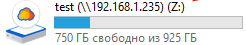 test (\\192.168.1.235) (Z:)
750 ГБ свободно из 925 ГБ